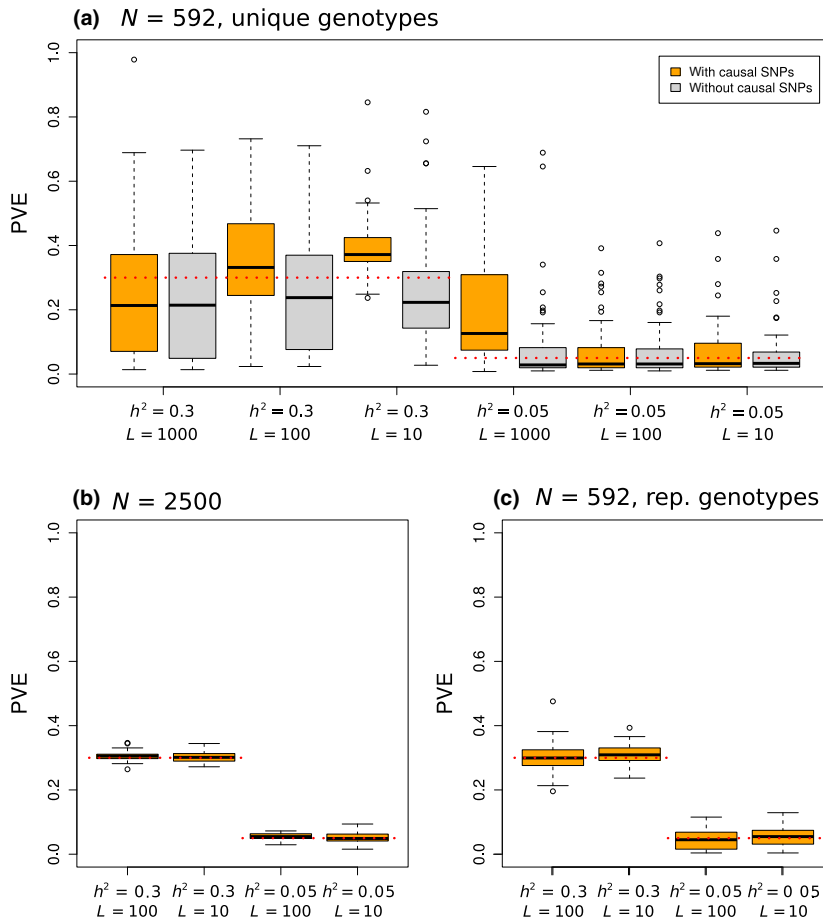 (a) N = 592, unique genotypes
1.0
0.8
0.6
0.4
0.2
0.0
PVE
With causal SNPs
Without causal SNPs
h² = 0.3 h² = 0.3 h² = 0.3 h² = 0.05 h² = 0.05 h² = 0.05
L = 1000 L = 100 L = 10 L = 1000 L = 100 L = 10
(b) N = 2500
1.0
0.8
0.6
0.4
0.2
0.0
PVE
h² = 0.3 h² = 0.3 h² = 0.05 h² = 0.05
L = 100 L = 10 L = 100 L = 10
(c) N = 592, rep. genotypes
1.0
0.8
0.6
0.4
0.2
0.0
PVE
h² = 0.3 h² = 0.3 h² = 0.05 h² = 0 05
L = 100 L = 10 L = 100 L = 10